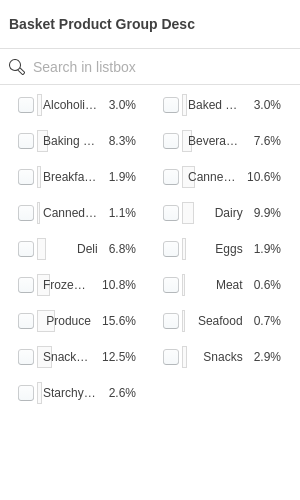 Basket Product Group Desc
Search in listbox
Alcoholi... 3.0% Baked ... 3.0%
Baking ... 8.3% Bevera... 7.6%
Breakfa... 1.9% Canne... 10.6%
Canned... 1.1% Dairy 9.9%
Deli 6.8% Eggs 1.9%
Froze... 10.8% Meat 0.6%
Produce 15.6% Seafood 0.7%
Snack... 12.5% Snacks 2.9%
Starchy... 2.6%